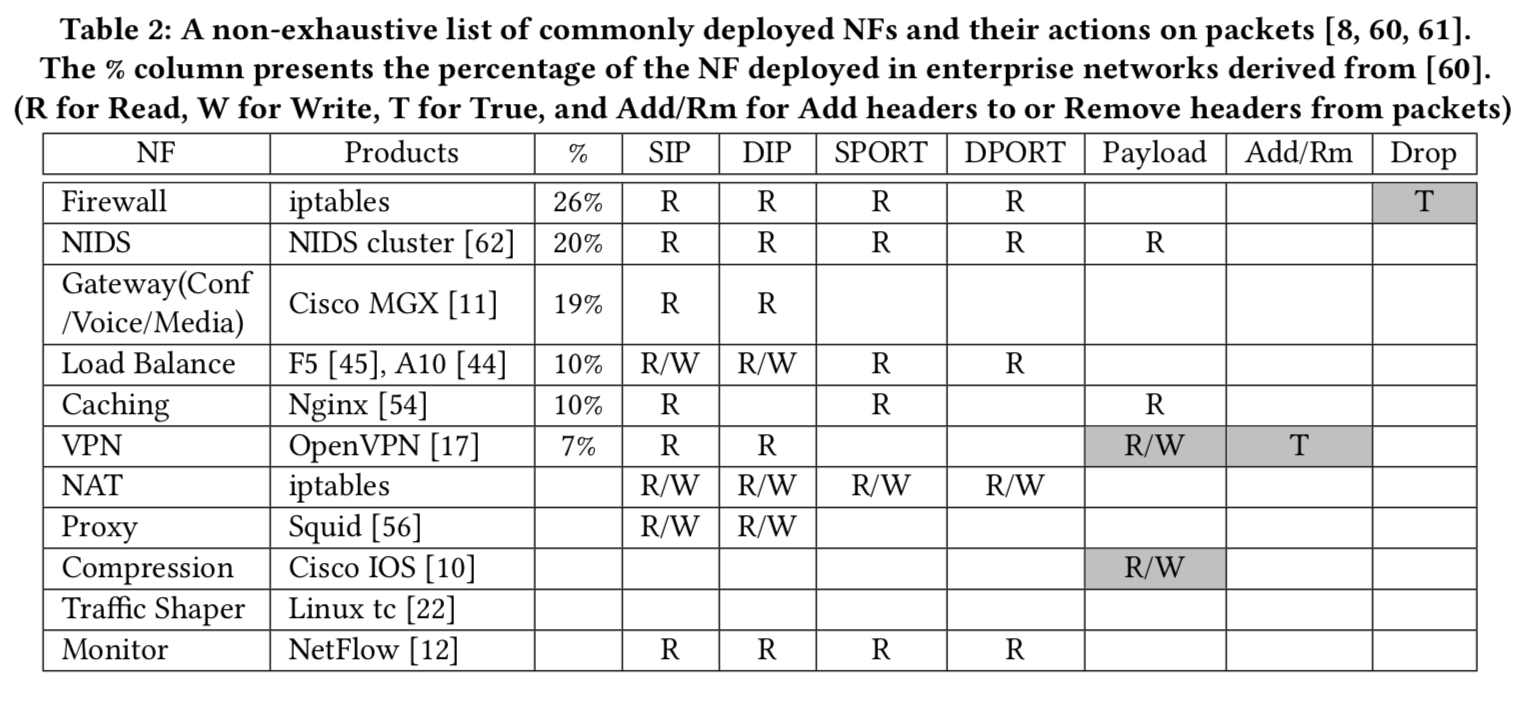 Table 2: A non-exhaustive list of commonly deployed NFs and their actions on packets [8, 60, 61].
The % column presents the percentage of the NF deployed in enterprise networks derived from [60].
(R for Read, W for Write, T for True, and Add/Rm for Add headers to or Remove headers from packets)
NF Products % SIP DIP SPORT DPORT Payload Add/Rm Drop
Firewall iptables 26% R R R R T
NIDS NIDS cluster [62] 20% R R R R R
Gateway(Conf
/Voice/Media) Cisco MGX [11] 19% R R
Load Balance F5 [45], A10 [44] 10% R/W R/W R R
Caching Nginx [54] 10% R R R
VPN OpenVPN [17] 7% R R R/W T
NAT iptables R/W R/W R/W R/W
Proxy Squid [56] R/W R/W
Compression Cisco IOS [10] R/W
Traffic Shaper Linux tc [22]
Monitor NetFlow [12] R R R R